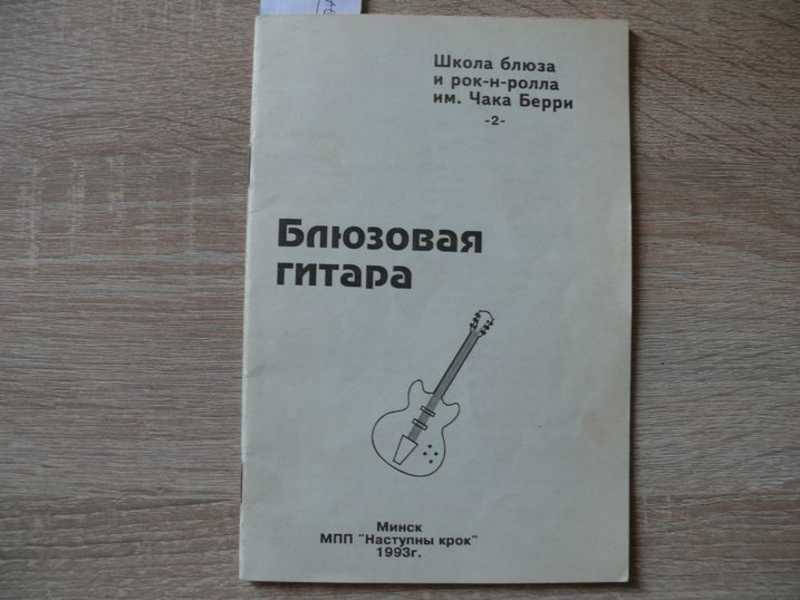 Школа блюза
и рок-н-ролла
им. Чака Берри
-2-
Блюзовая
гитара
Минск
МПП "Наступны крок"
1993г.